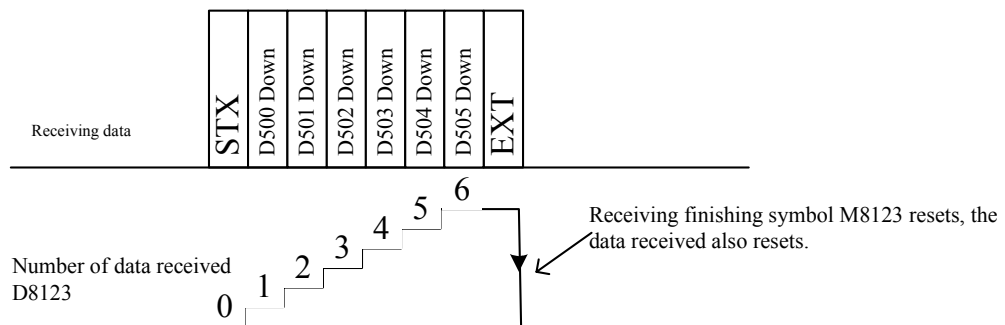 STX
D500 Down
D501 Down
D502 Down
D503 Down
D504 Down
D505 Down
EXT
Receiving data
0
1
2
3
4
5
6
Number of data received
D8123
Receiving finishing symbol M8123 resets, the
data received also resets.